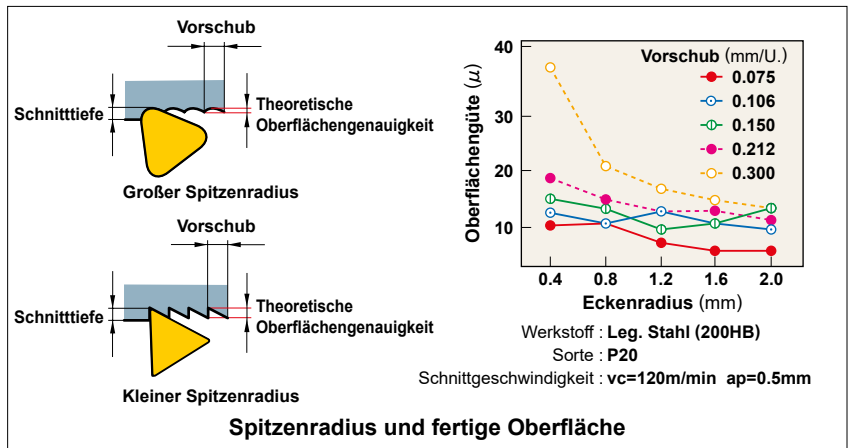 Vorschub
Schnitttiefe
Theoretische
Oberflächengenauigkeit
Großer Spitzenradius
Vorschub
Schnitttiefe
Theoretische
Oberflächengenauigkeit
Kleiner Spitzenradius
Oberflächengüte (μ)
40
30
20
10
Vorschub (mm/U.)
0.075
0.106
0.150
0.212
0.300
0.4 0.8 1.2 1.6 2.0
Eckenradius (mm)
Werkstoff : Leg. Stahl (200HB)
Sorte : P20
Schnittgeschwindigkeit : vc=120m/min ap=0.5mm
Spitzenradius und fertige Oberfläche